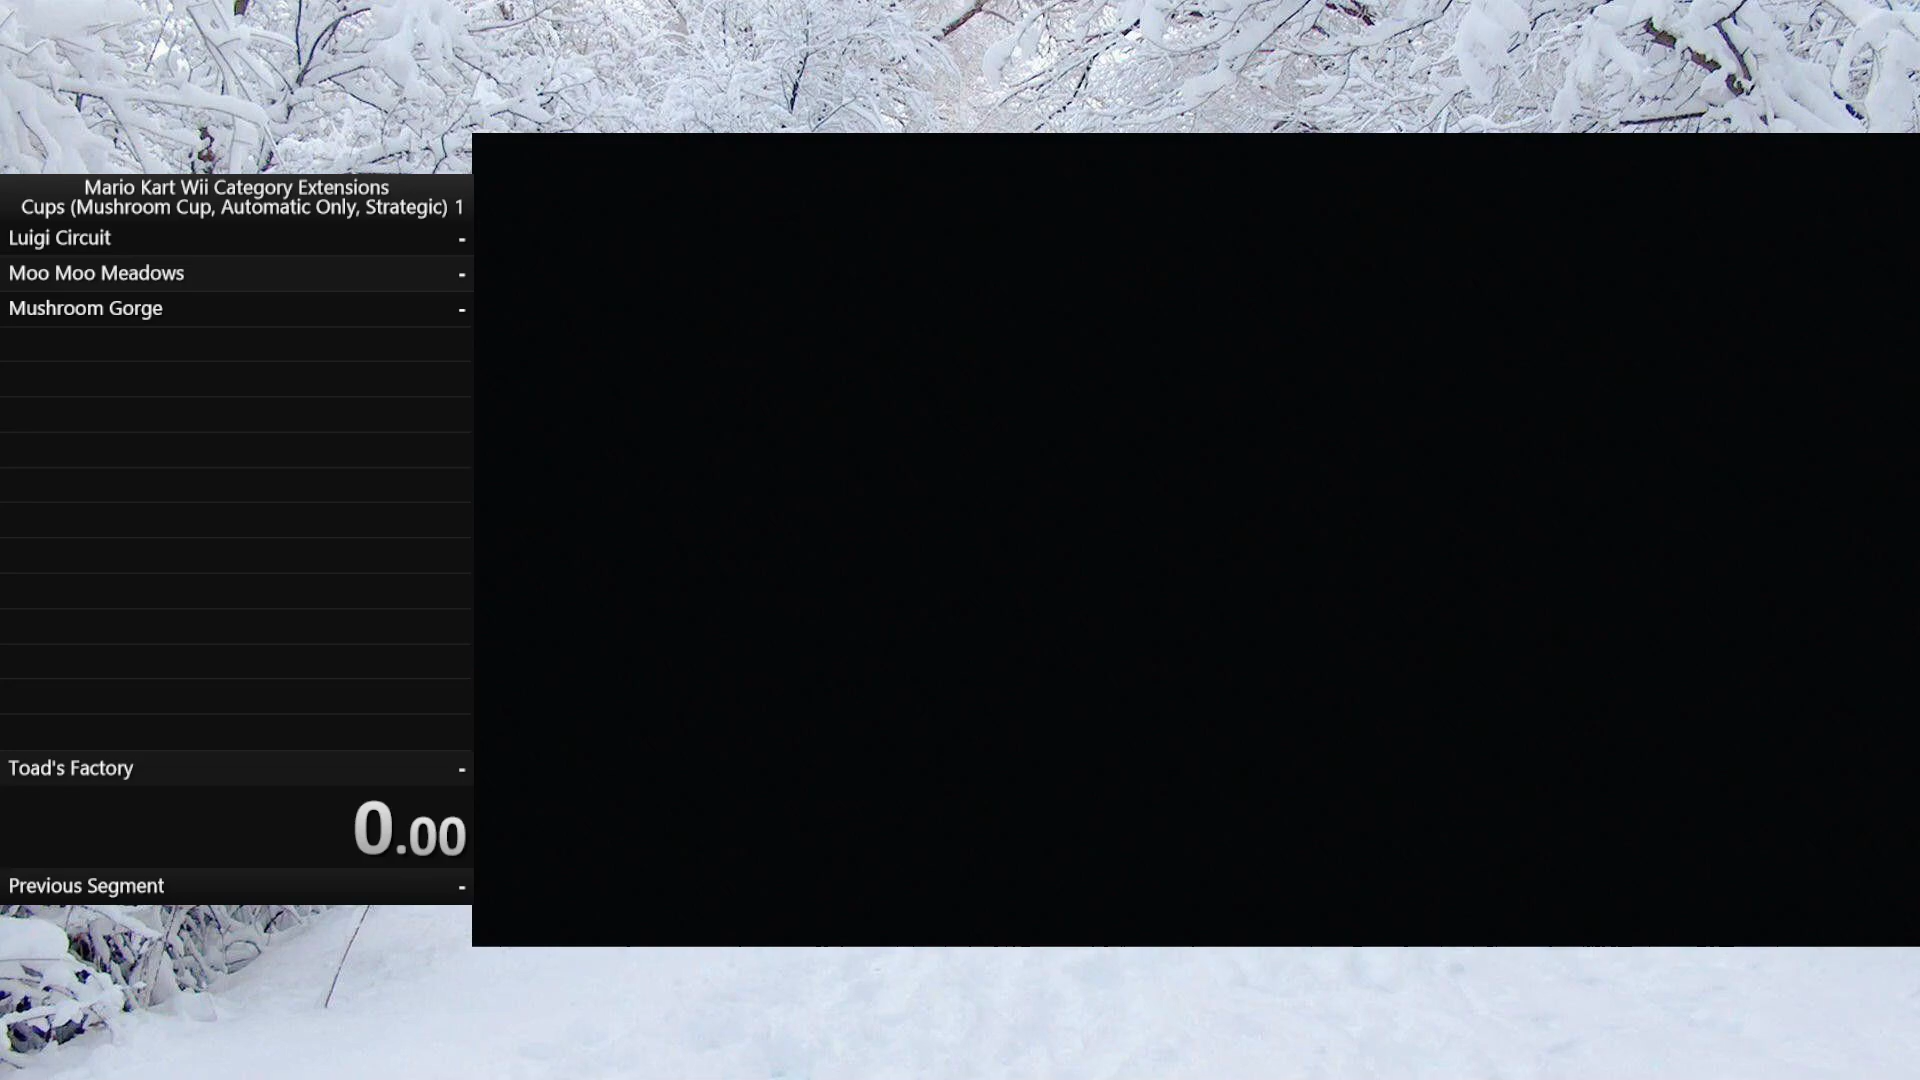 Mario Kart Wii Category Extensions
Cups (Mushroom Cup, Automatic Only, Strategic) 1
Luigi Circuit -
Moo Moo Meadows -
Mushroom Gorge -
Toad's Factory -
0.00
Previous Segment -